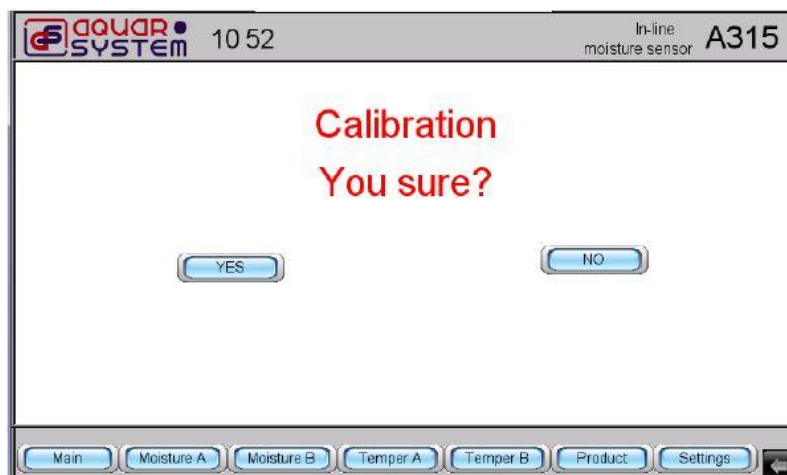 aquar
system
10 52
In-line
moisture sensor
A315
Calibration
You sure?
YES
NO
Main
Moisture A
Moisture B
Temper A
Temper B
Product
Settings